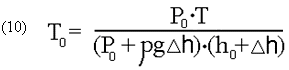 (10) T₀ = P₀·T / (P₀ + ρg△h)·(h₀+△h)